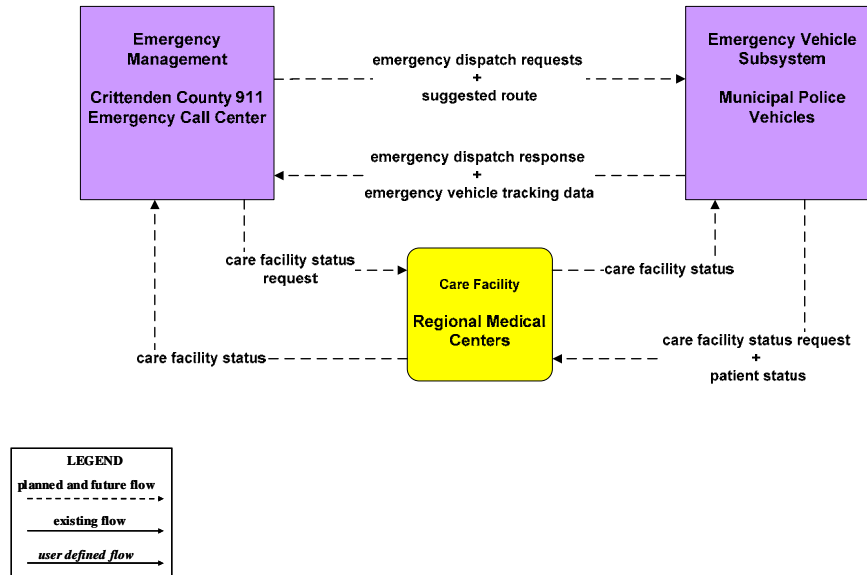 Emergency
Management
Crittenden County 911
Emergency Call Center
emergency dispatch requests
+
suggested route
Emergency Vehicle
Subsystem
Municipal Police
Vehicles
emergency dispatch response
+
emergency vehicle tracking data
care facility status
request
Care Facility
Regional Medical
Centers
care facility status
care facility status
care facility status request
+
patient status
LEGEND
planned and future flow
existing flow
user defined flow